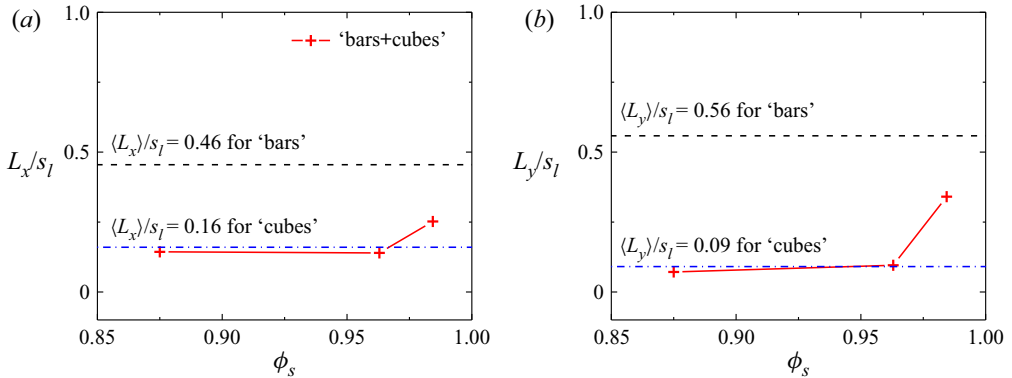 (a)
1.0
'bars+cubes'
⟨Lx⟩/sl = 0.46 for 'bars'
Lx/sl
0.5
⟨Lx⟩/sl = 0.16 for 'cubes'
0
0.85 0.90 0.95 1.00
ϕs
(b)
1.0
⟨Ly⟩/sl = 0.56 for 'bars'
Ly/sl
0.5
⟨Ly⟩/sl = 0.09 for 'cubes'
0
0.85 0.90 0.95 1.00
ϕs